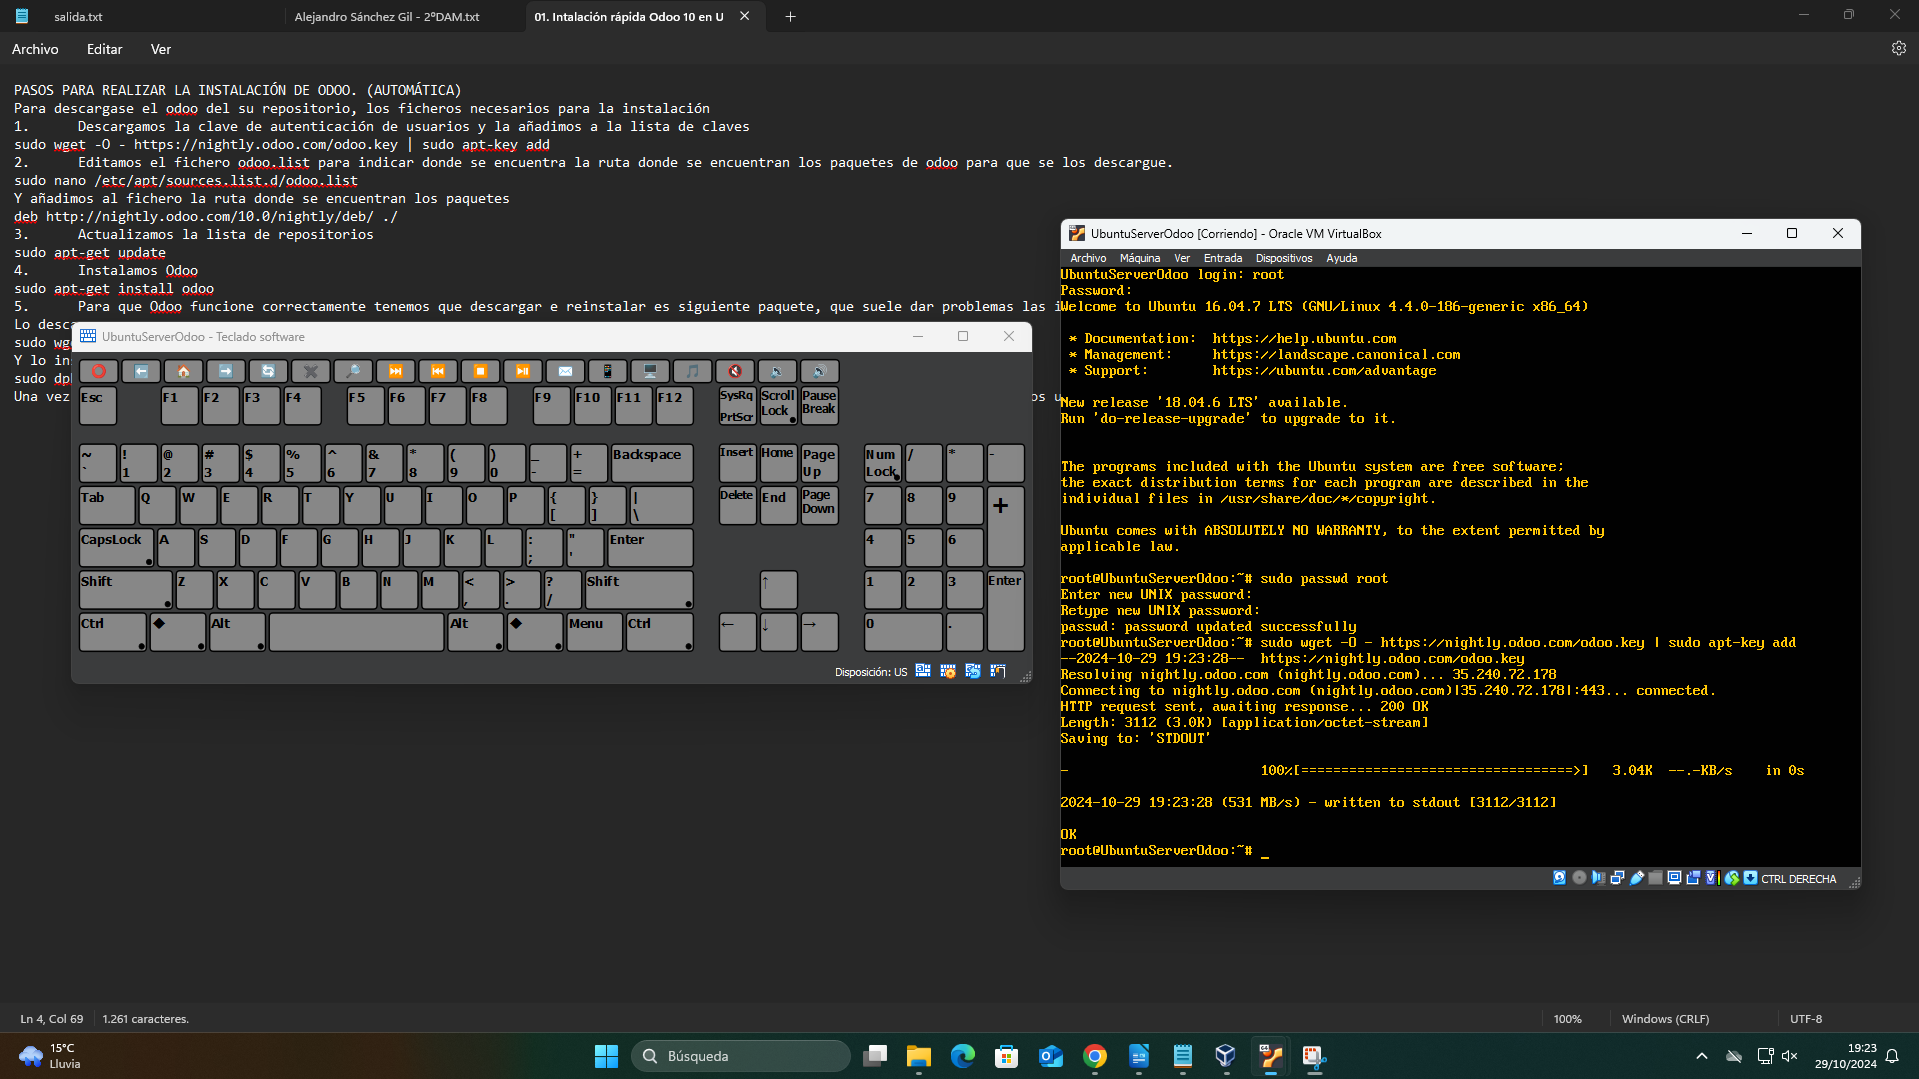 salida.txt
Alejandro Sánchez Gil - 2ºDAM.txt
01. Intalación rápida Odoo 10 en U
Archivo
Editar
Ver
PASOS PARA REALIZAR LA INSTALACIÓN DE ODOO. (AUTOMÁTICA)
Para descargase el odoo del su repositorio, los ficheros necesarios para la instalación
1. Descargamos la clave de autenticación de usuarios y la añadimos a la lista de claves
sudo wget -O - https://nightly.odoo.com/odoo.key | sudo apt-key add
2. Editamos el fichero odoo.list para indicar donde se encuentra la ruta donde se encuentran los paquetes de odoo para que se los descargue.
sudo nano /etc/apt/sources.list.d/odoo.list
Y añadimos al fichero la ruta donde se encuentran los paquetes
deb http://nightly.odoo.com/10.0/nightly/deb/ ./
3. Actualizamos la lista de repositorios
sudo apt-get update
4. Instalamos Odoo
sudo apt-get install odoo
5. Para que Odoo funcione correctamente tenemos que descargar e reinstalar es siguiente paquete, que suele dar problemas las i
Lo desca
sudo wg
Y lo in
sudo dp
Una vez
os u
UbuntuServerOdoo - Teclado software
Esc F1 F2 F3 F4 F5 F6 F7 F8 F9 F10 F11 F12 SysRq PrtScr Scroll Lock Pause Break
~ ` ! 1 @ 2 # 3 $ 4 % 5 ^ 6 & 7 * 8 ( 9 ) 0 _ - + = Backspace Insert Home Page Up Num Lock / * -
Tab Q W E R T Y U I O P { [ } ] | \ Delete End Page Down 7 8 9 +
CapsLock A S D F G H J K L : ; " ' Enter 4 5 6
Shift Z X C V B N M < , > . ? / Shift ↑ 1 2 3 Enter
Ctrl ◆ Alt Alt ◆ Menu Ctrl ← ↓ → 0 .
Disposición: US
UbuntuServerOdoo [Corriendo] - Oracle VM VirtualBox
Archivo Máquina Ver Entrada Dispositivos Ayuda
UbuntuServerOdoo login: root
Password:
Welcome to Ubuntu 16.04.7 LTS (GNU/Linux 4.4.0-186-generic x86_64)
* Documentation: https://help.ubuntu.com
* Management: https://landscape.canonical.com
* Support: https://ubuntu.com/advantage
New release '18.04.6 LTS' available.
Run 'do-release-upgrade' to upgrade to it.
The programs included with the Ubuntu system are free software;
the exact distribution terms for each program are described in the
individual files in /usr/share/doc/*/copyright.
Ubuntu comes with ABSOLUTELY NO WARRANTY, to the extent permitted by
applicable law.
root@UbuntuServerOdoo:~# sudo passwd root
Enter new UNIX password:
Retype new UNIX password:
passwd: password updated successfully
root@UbuntuServerOdoo:~# sudo wget -O - https://nightly.odoo.com/odoo.key | sudo apt-key add
--2024-10-29 19:23:28-- https://nightly.odoo.com/odoo.key
Resolving nightly.odoo.com (nightly.odoo.com)... 35.240.72.178
Connecting to nightly.odoo.com (nightly.odoo.com)|35.240.72.178|:443... connected.
HTTP request sent, awaiting response... 200 OK
Length: 3112 (3.0K) [application/octet-stream]
Saving to: 'STDOUT'
- 100%[==================================>] 3.04K --.-KB/s in 0s
2024-10-29 19:23:28 (531 MB/s) - written to stdout [3112/3112]
OK
root@UbuntuServerOdoo:~# _
CTRL DERECHA
Ln 4, Col 69
1.261 caracteres.
100%
Windows (CRLF)
UTF-8
15°C
Lluvia
Búsqueda
19:23
29/10/2024